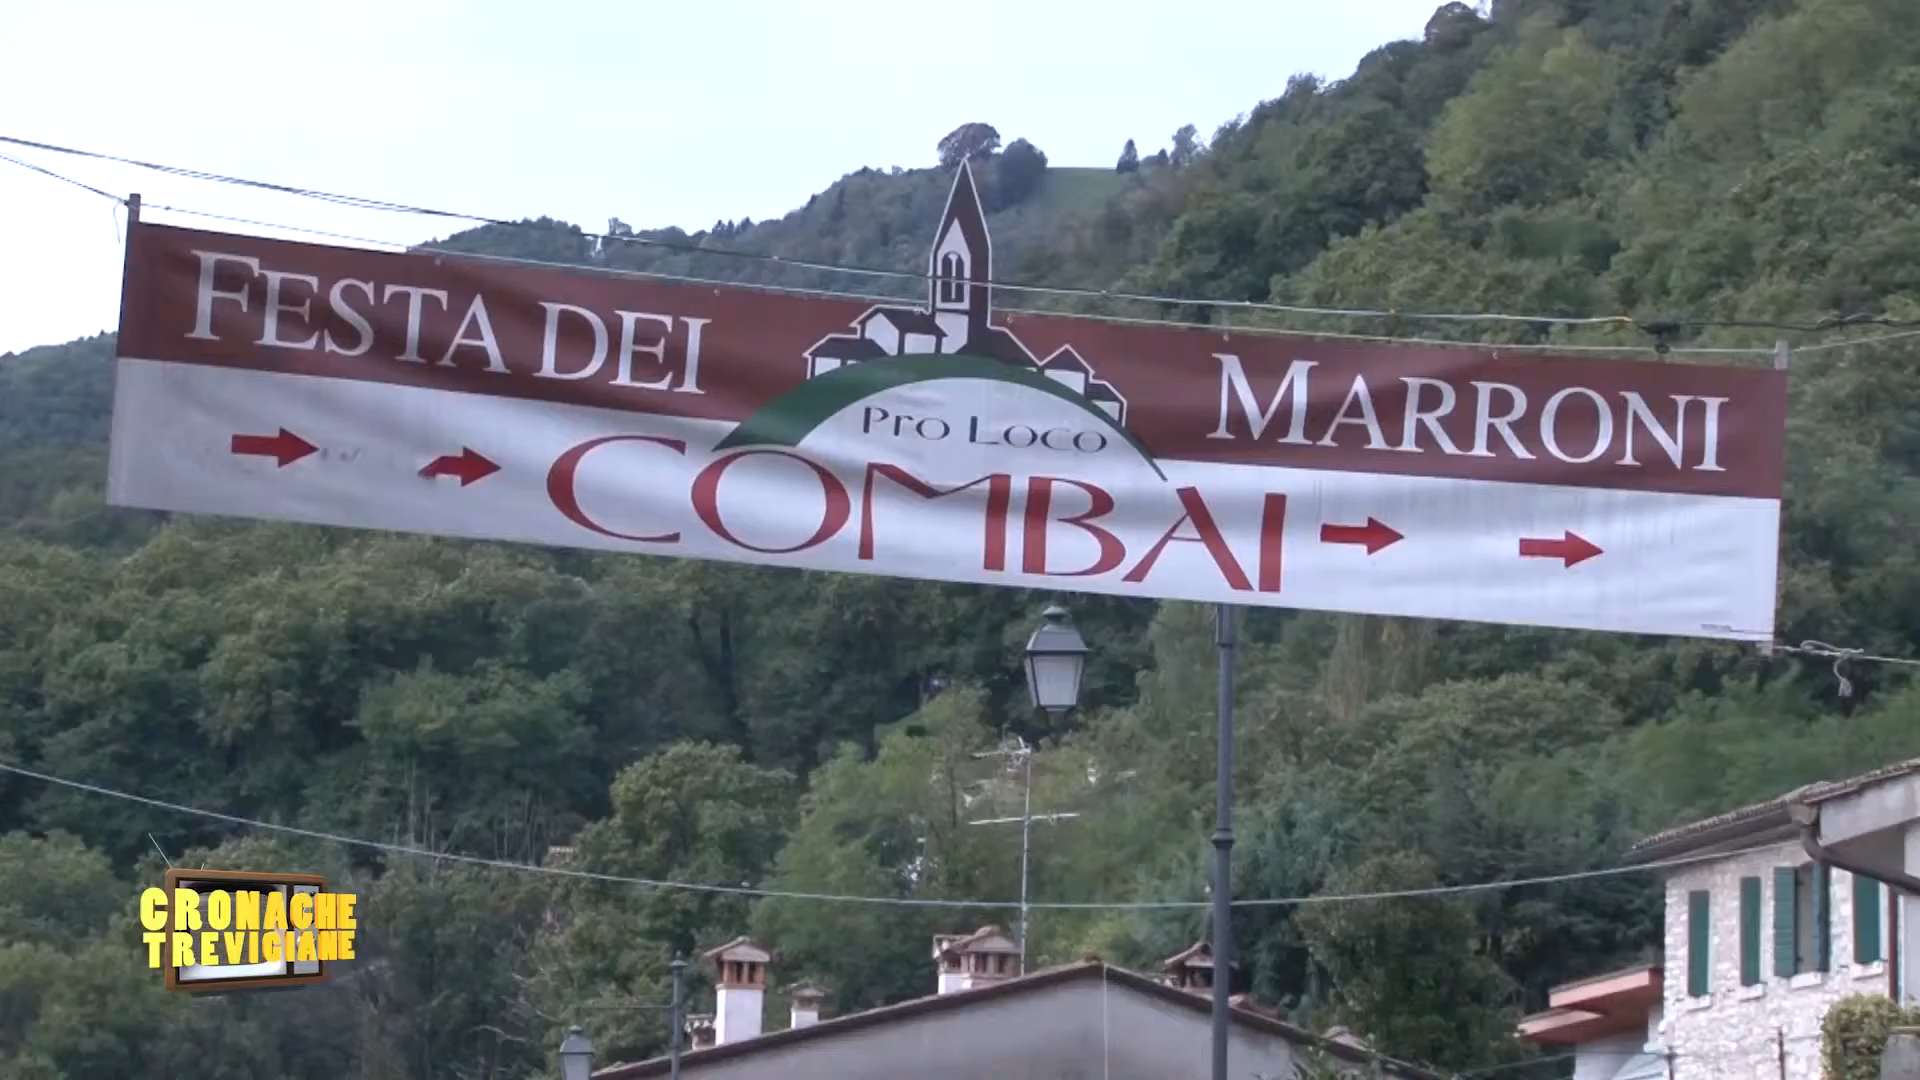 FESTA DEI MARRONI
Pro Loco
COMBAI
CRONACHE
TREVIGIANE